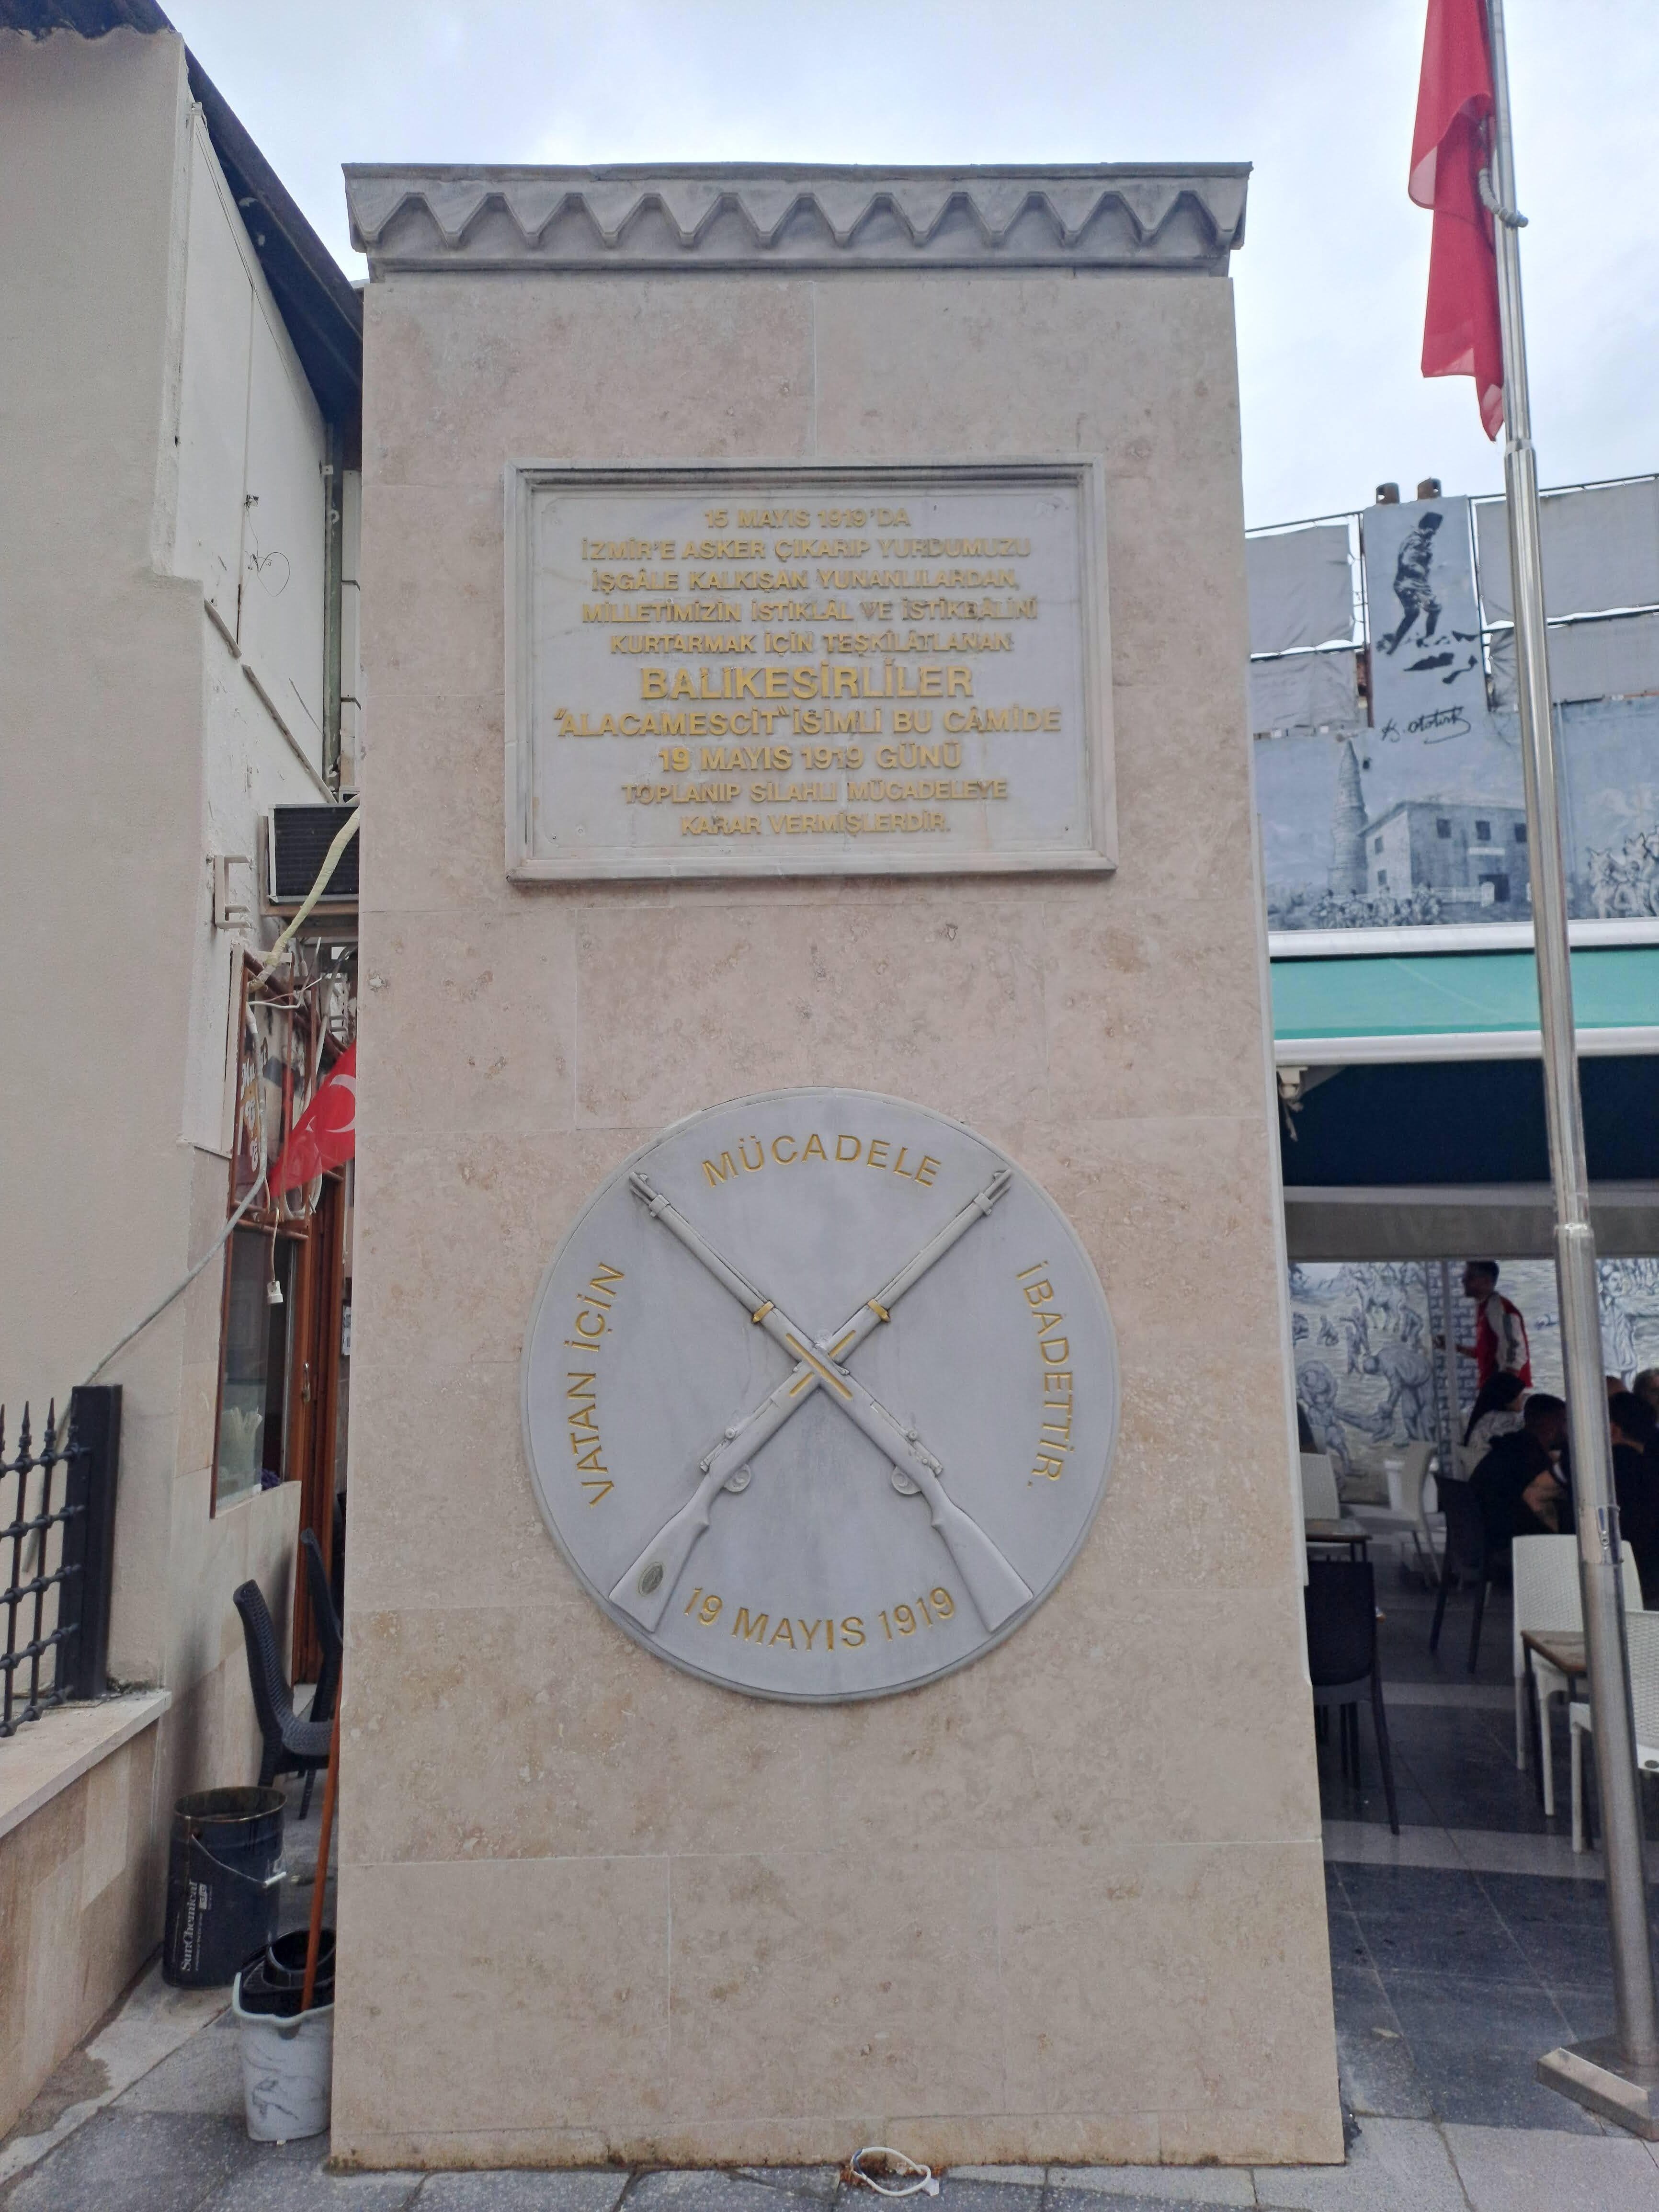 15 MAYIS 1919'DA
İZMİR'E ASKER ÇIKARIP YURDUMUZU
İŞGÂLE KALKIŞAN YUNANLILARDAN,
MİLLETİMİZİN İSTİKLÂL VE İSTİKBÂLİNİ
KURTARMAK İÇİN TEŞKİLÂTLANAN
BALIKESİRLİLER
"ALACAMESCİT" İSİMLİ BU CÂMİDE
19 MAYIS 1919 GÜNÜ
TOPLANIP SİLAHLI MÜCADELEYE
KARAR VERMİŞLERDİR.
K. Atatürk
VATAN İÇİN
MÜCADELE
İBADETTİR.
19 MAYIS 1919
SunChemical